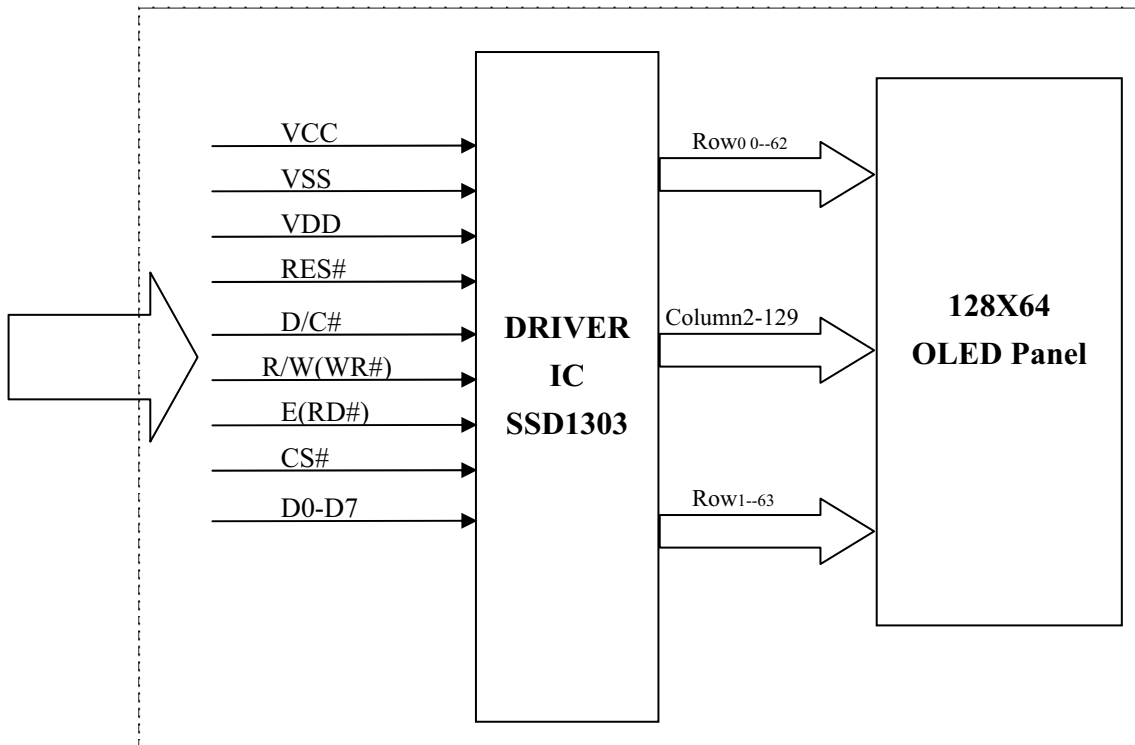 VCC
VSS
VDD
RES#
D/C#
R/W(WR#)
E(RD#)
CS#
D0-D7
DRIVER
IC
SSD1303
Row0 0--62
Column2-129
Row1--63
128X64
OLED Panel